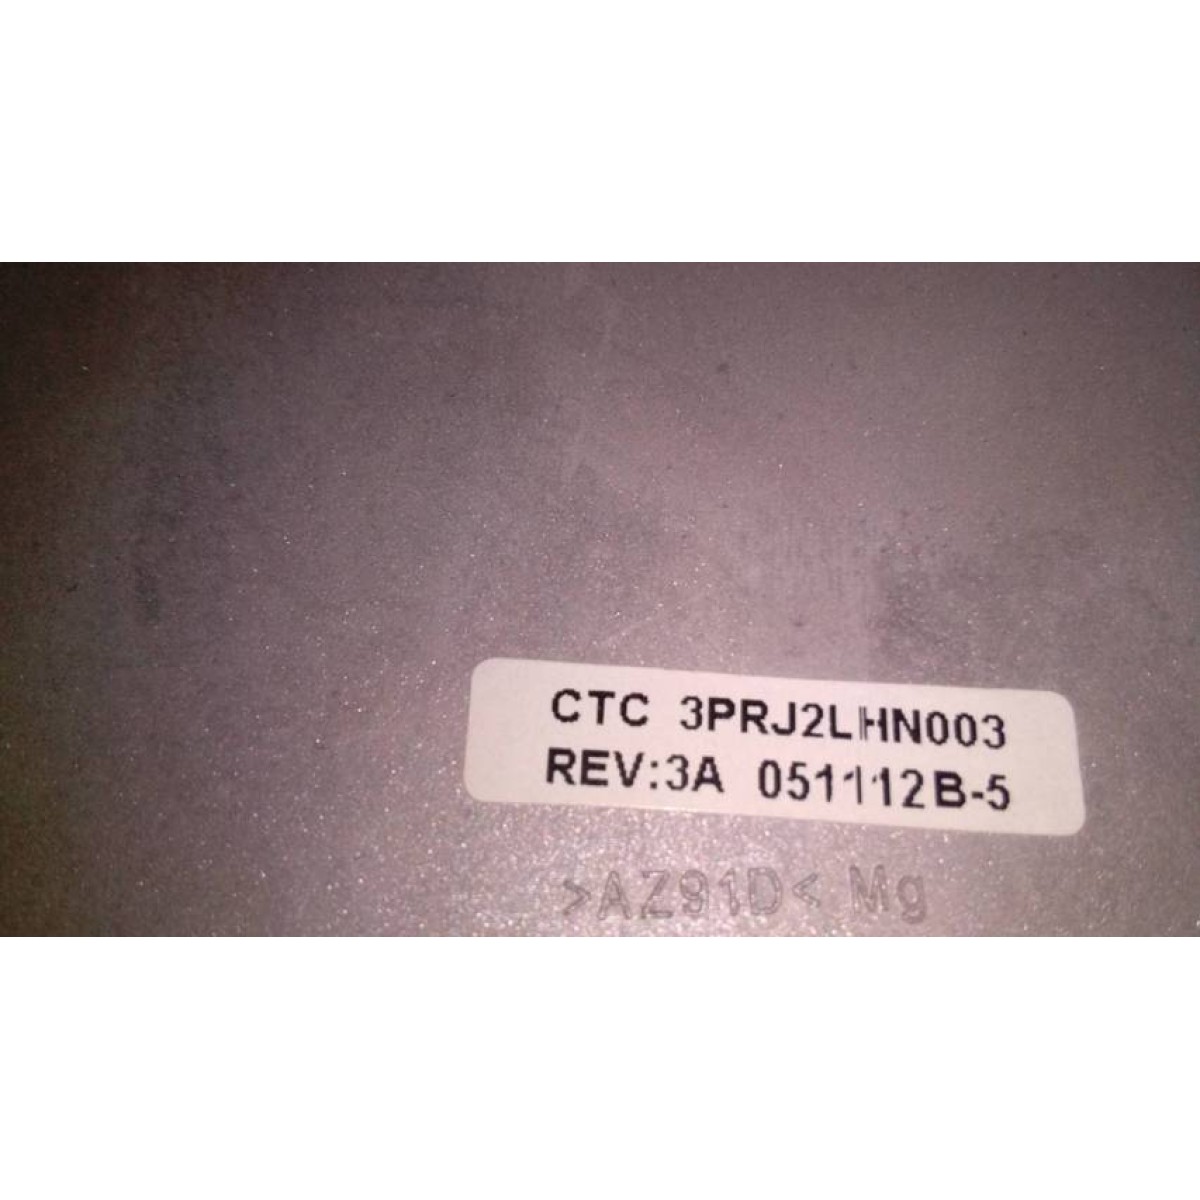 CTC 3PRJ2LHN003
REV:3A 051112B-5
>AZ91D< Mg